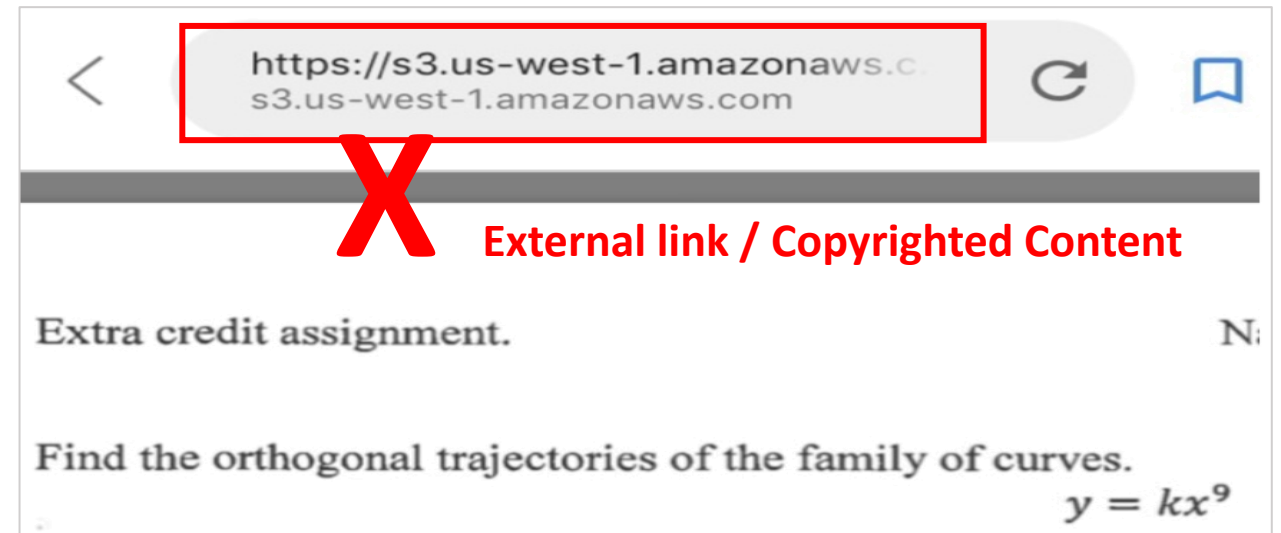 https://s3.us-west-1.amazonaws.c.
s3.us-west-1.amazonaws.com
X
External link / Copyrighted Content
Extra credit assignment.
Find the orthogonal trajectories of the family of curves.
y = kx⁹